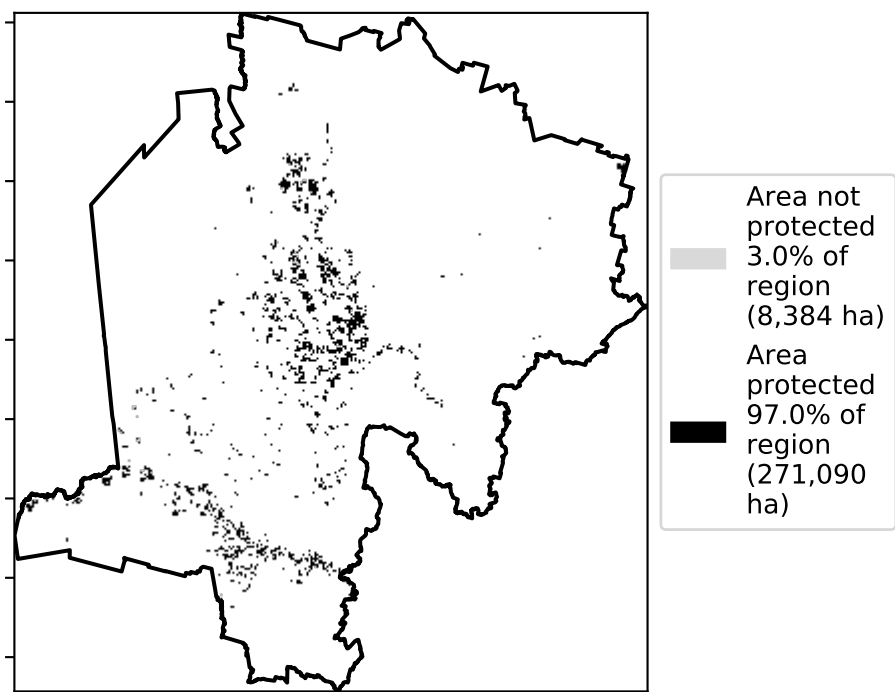 Area not
protected
3.0% of
region
(8,384 ha)
Area
protected
97.0% of
region
(271,090
ha)